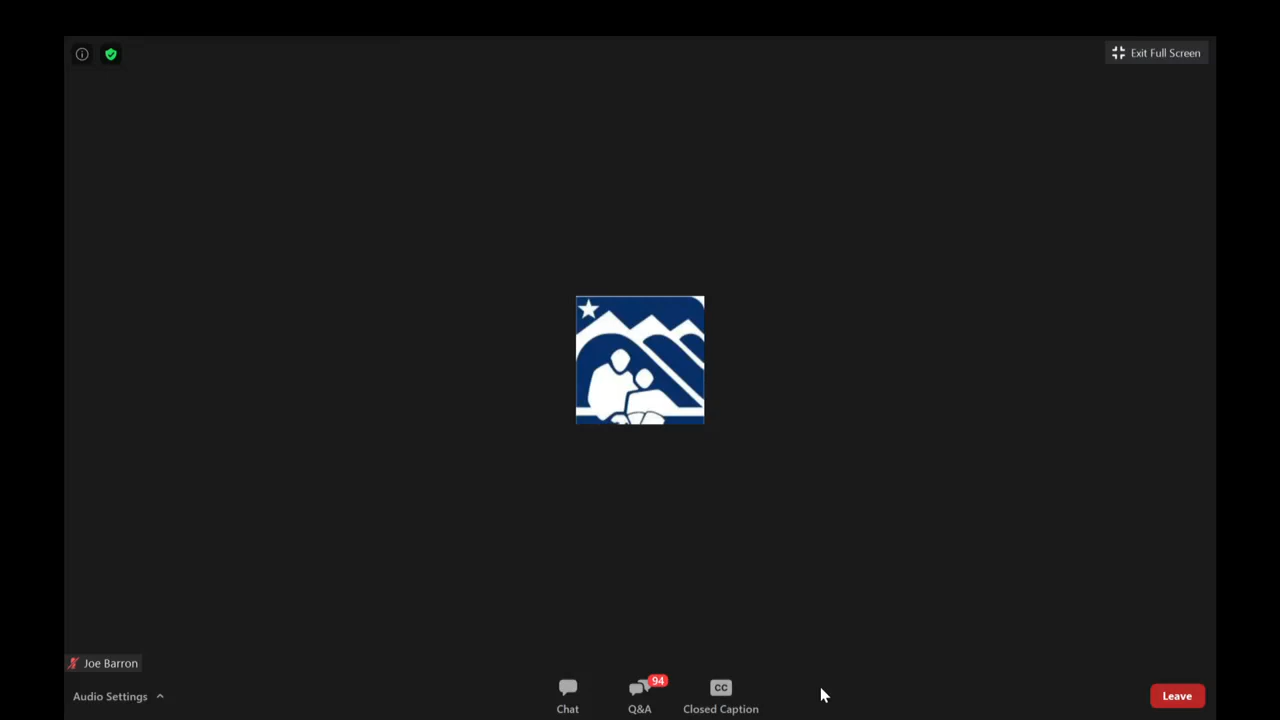 Exit Full Screen
Joe Barron
Audio Settings
94
Chat
Q&A
CC
Closed Caption
Leave